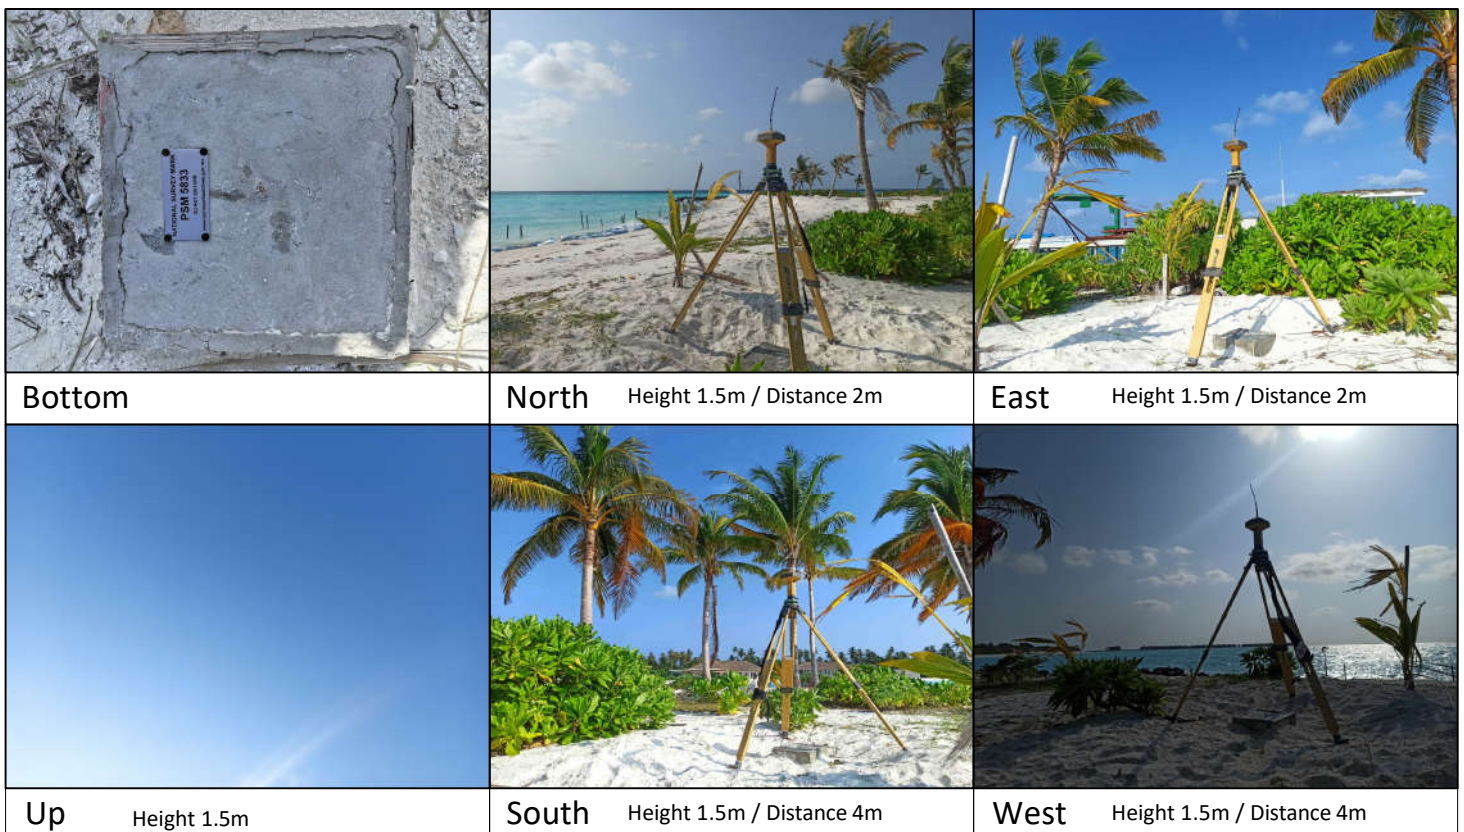 NATIONAL SURVEY MARK
PSM 5833
Bottom
North Height 1.5m / Distance 2m
East Height 1.5m / Distance 2m
Up Height 1.5m
South Height 1.5m / Distance 4m
West Height 1.5m / Distance 4m